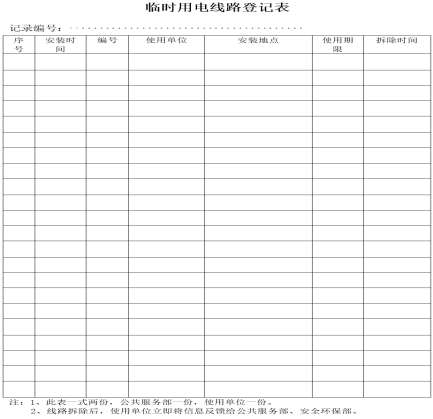 临时用电线路登记表
记录编号：
序号 安装时间 编号 使用单位 安装地点 使用期限 拆除时间
注：1、此表一式两份，公共服务部一份，使用单位一份。
2、线路拆除后，使用单位立即将信息反馈给公共服务部、安全环保部。